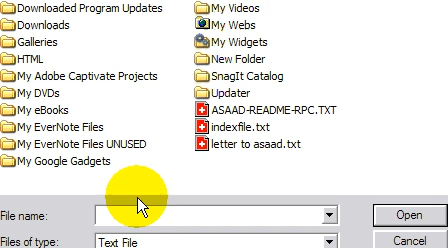 Downloaded Program Updates
Downloads
Galleries
HTML
My Adobe Captivate Projects
My DVDs
My eBooks
My EverNote Files
My EverNote Files UNUSED
My Google Gadgets
My Videos
My Webs
My Widgets
New Folder
SnagIt Catalog
Updater
ASAAD-README-RPC.TXT
indexfile.txt
letter to asaad.txt
File name:
Open
Files of type:
Text File
Cancel